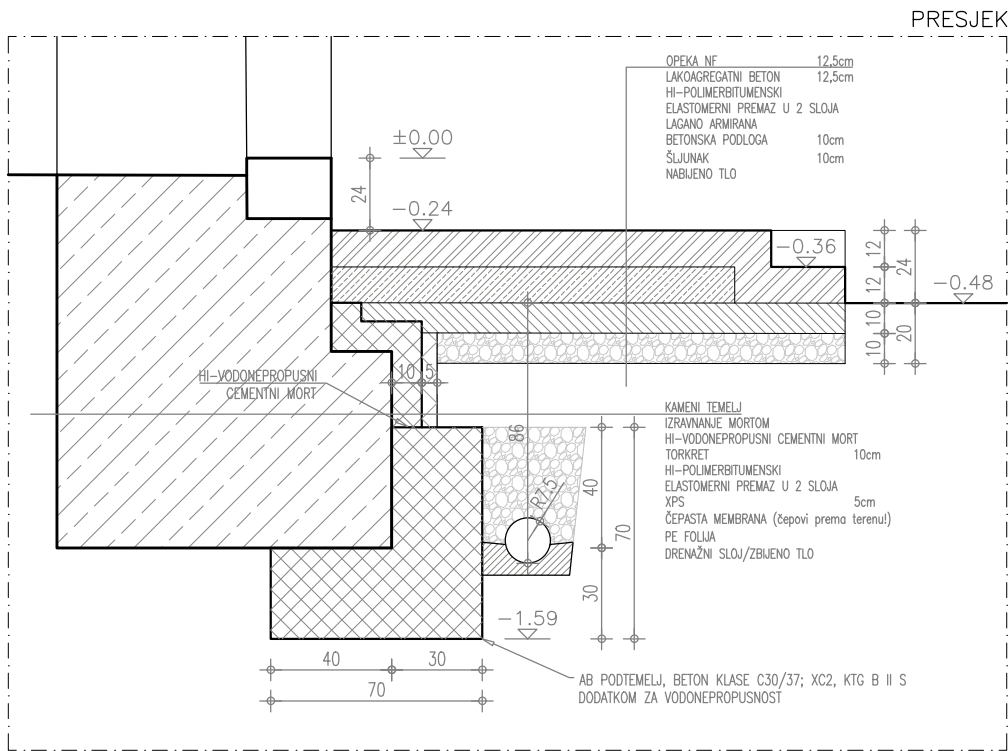 PRESJEK
OPEKA NF 12,5cm
LAKOAGREGATNI BETON 12,5cm
HI-POLIMERBITUMENSKI
ELASTOMERNI PREMAZ U 2 SLOJA
LAGANO ARMIRANA
BETONSKA PODLOGA 10cm
ŠLJUNAK 10cm
NABIJENO TLO
±0.00
24
-0.24
-0.36
12
12
24
-0.48
10
10
20
HI-VODONEPROPUSNI
CEMENTNI MORT
10
5
86
R7.5
KAMENI TEMELJ
IZRAVNANJE MORTOM
HI-VODONEPROPUSNI CEMENTNI MORT
TORKRET 10cm
HI-POLIMERBITUMENSKI
ELASTOMERNI PREMAZ U 2 SLOJA
XPS 5cm
ČEPASTA MEMBRANA (čepovi prema terenu!)
PE FOLIJA
DRENAŽNI SLOJ/ZBIJENO TLO
40
70
30
-1.59
40
30
70
AB PODTEMELJ, BETON KLASE C30/37; XC2, KTG B II S
DODATKOM ZA VODONEPROPUSNOST